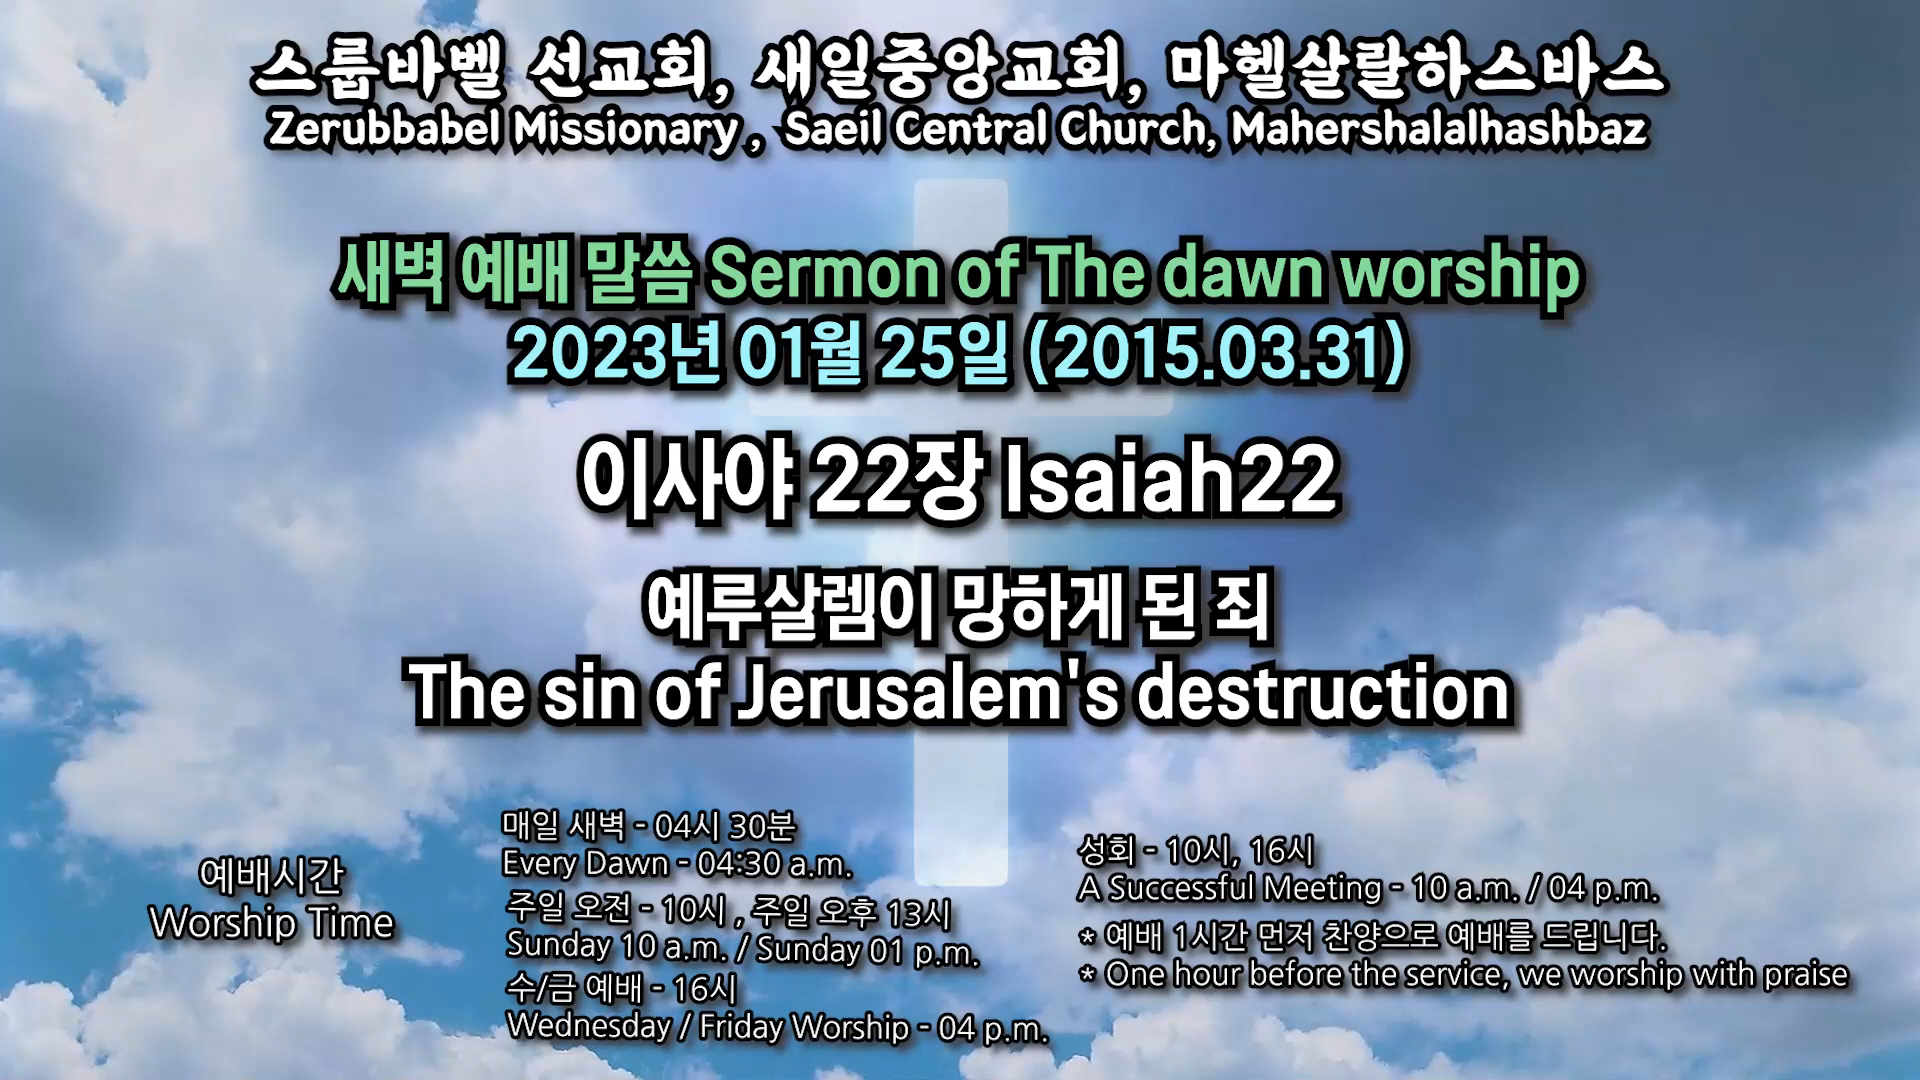 스룹바벨 선교회, 새일중앙교회, 마헬살랄하스바스
Zerubbabel Missionary , Saeil Central Church, Mahershalalhashbaz
새벽 예배 말씀 Sermon of The dawn worship
2023년 01월 25일 (2015.03.31)
이사야 22장 Isaiah22
예루살렘이 망하게 된 죄
The sin of Jerusalem's destruction
예배시간
Worship Time
매일 새벽 - 04시 30분
Every Dawn - 04:30 a.m.
주일 오전 - 10시 , 주일 오후 13시
Sunday 10 a.m. / Sunday 01 p.m.
수/금 예배 - 16시
Wednesday / Friday Worship - 04 p.m.
성회 - 10시, 16시
A Successful Meeting - 10 a.m. / 04 p.m.
* 예배 1시간 먼저 찬양으로 예배를 드립니다.
* One hour before the service, we worship with praise